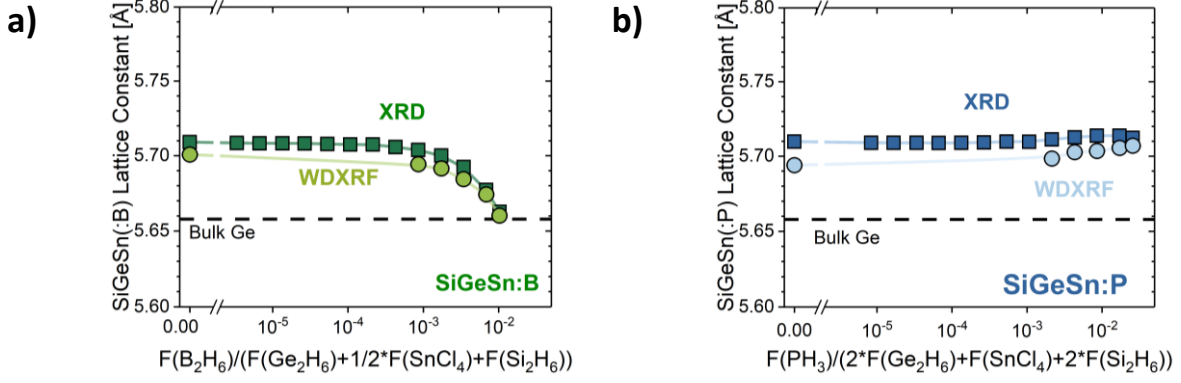 a)
SiGeSn(:B) Lattice Constant [Å]
5.80
5.75
5.70
5.65
5.60
XRD
WDXRF
Bulk Ge
SiGeSn:B
0.00 10⁻⁵ 10⁻⁴ 10⁻³ 10⁻²
F(B₂H₆)/(F(Ge₂H₆)+1/2*F(SnCl₄)+F(Si₂H₆))
b)
SiGeSn(:P) Lattice Constant [Å]
5.80
5.75
5.70
5.65
5.60
XRD
WDXRF
Bulk Ge
SiGeSn:P
0.00 10⁻⁵ 10⁻⁴ 10⁻³ 10⁻²
F(PH₃)/(2*F(Ge₂H₆)+F(SnCl₄)+2*F(Si₂H₆))